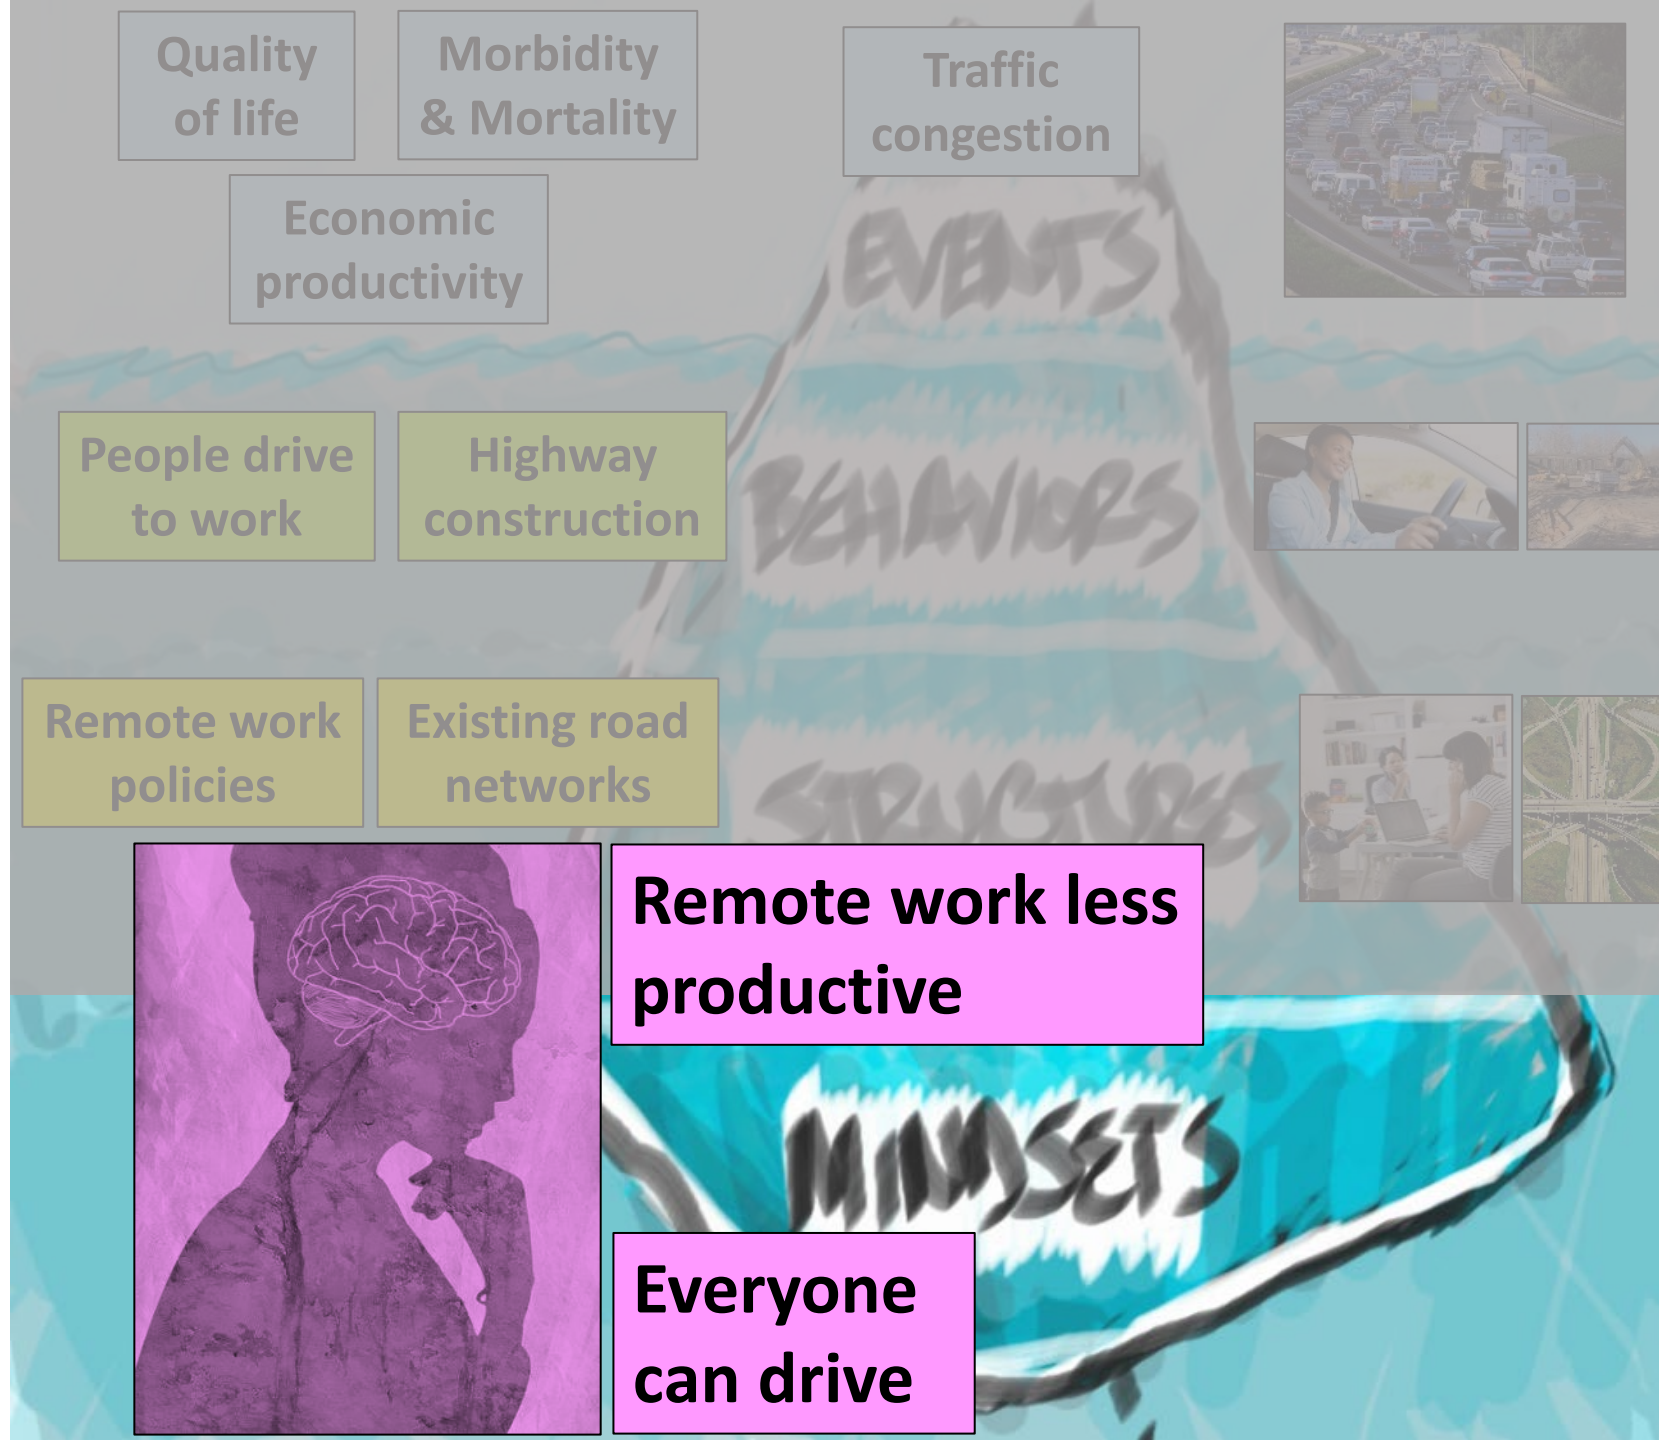 Quality
of life
Morbidity
& Mortality
Traffic
congestion
Economic
productivity
EVENTS
People drive
to work
Highway
construction
BEHAVIORS
Remote work
policies
Existing road
networks
STRUCTURES
Remote work less
productive
MINDSETS
Everyone
can drive